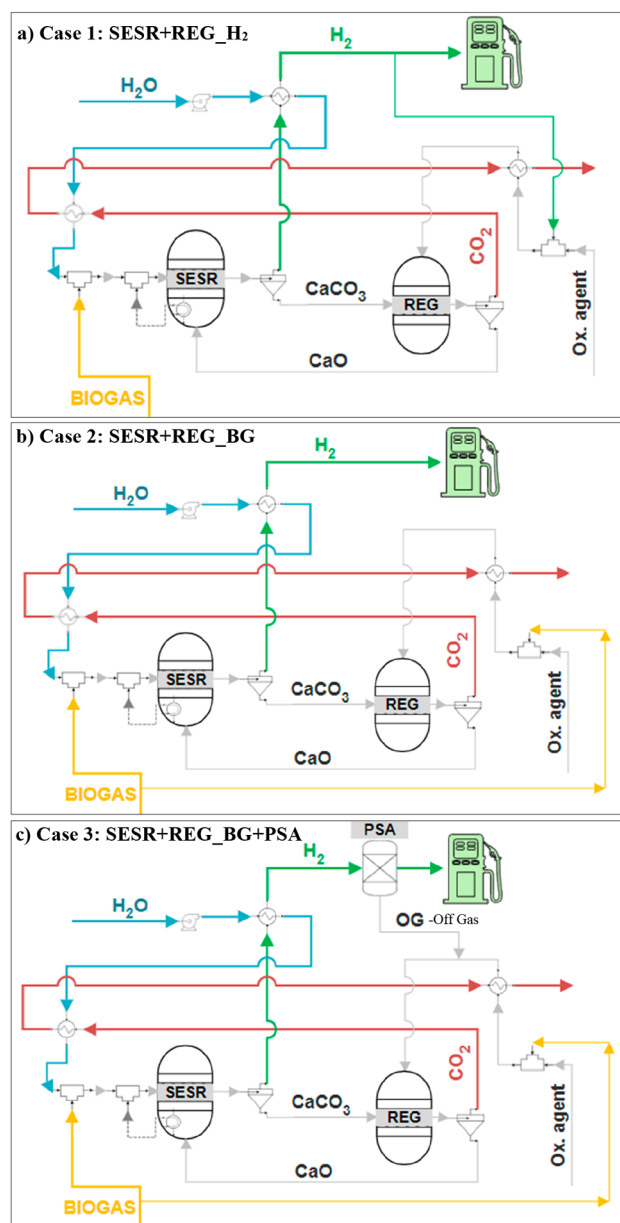 a) Case 1: SESR+REG_H₂
H₂
H₂O
SESR
CaCO₃
REG
CO₂
Ox. agent
CaO
BIOGAS
b) Case 2: SESR+REG_BG
H₂
H₂O
SESR
CaCO₃
REG
CO₂
Ox. agent
CaO
BIOGAS
c) Case 3: SESR+REG_BG+PSA
PSA
H₂
H₂O
OG -Off Gas
SESR
CaCO₃
REG
CO₂
Ox. agent
CaO
BIOGAS